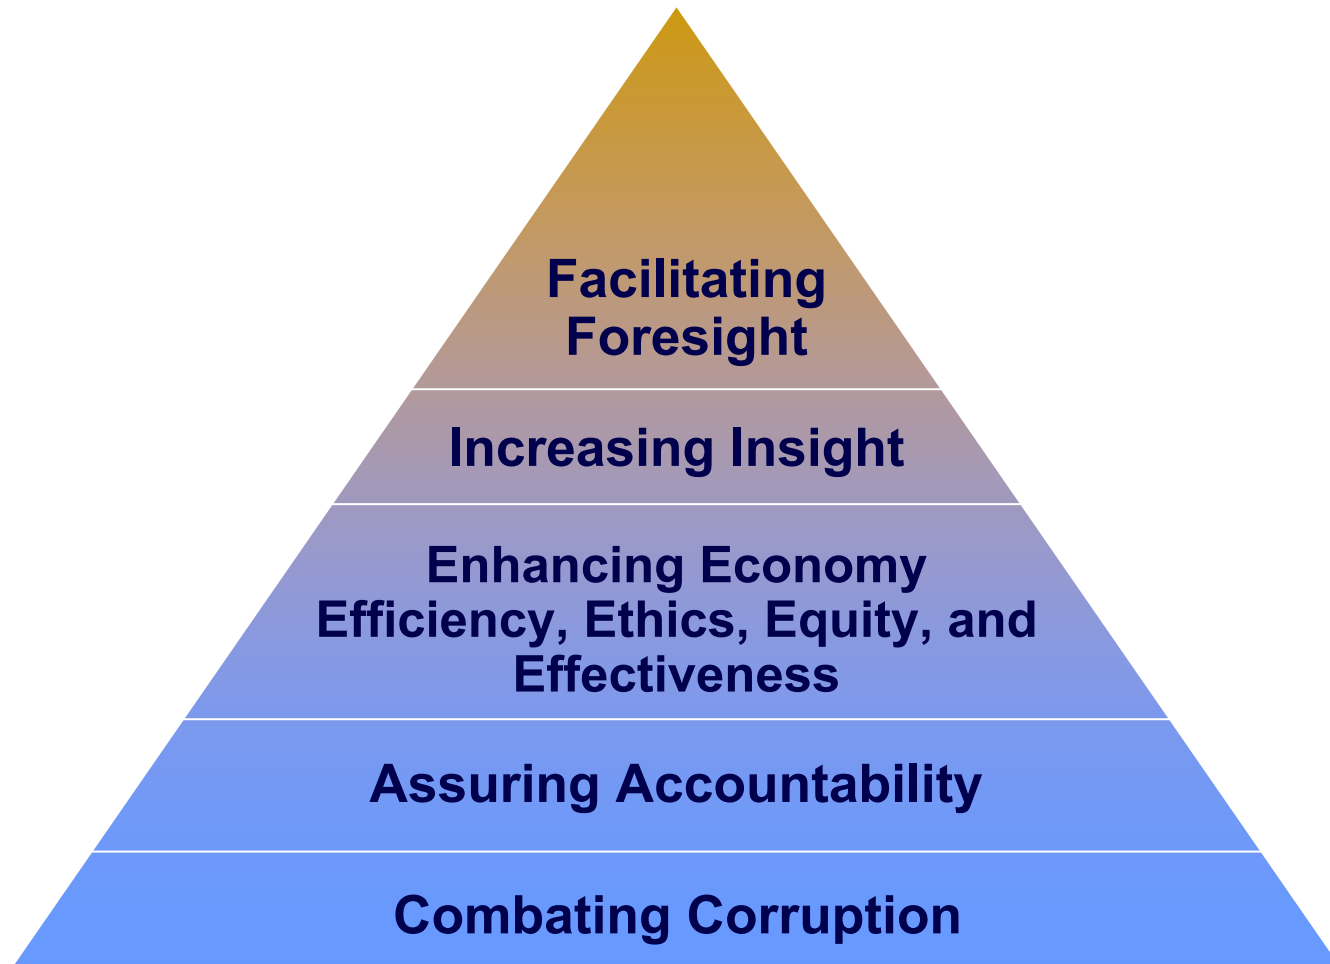 Facilitating
Foresight
Increasing Insight
Enhancing Economy
Efficiency, Ethics, Equity, and
Effectiveness
Assuring Accountability
Combating Corruption